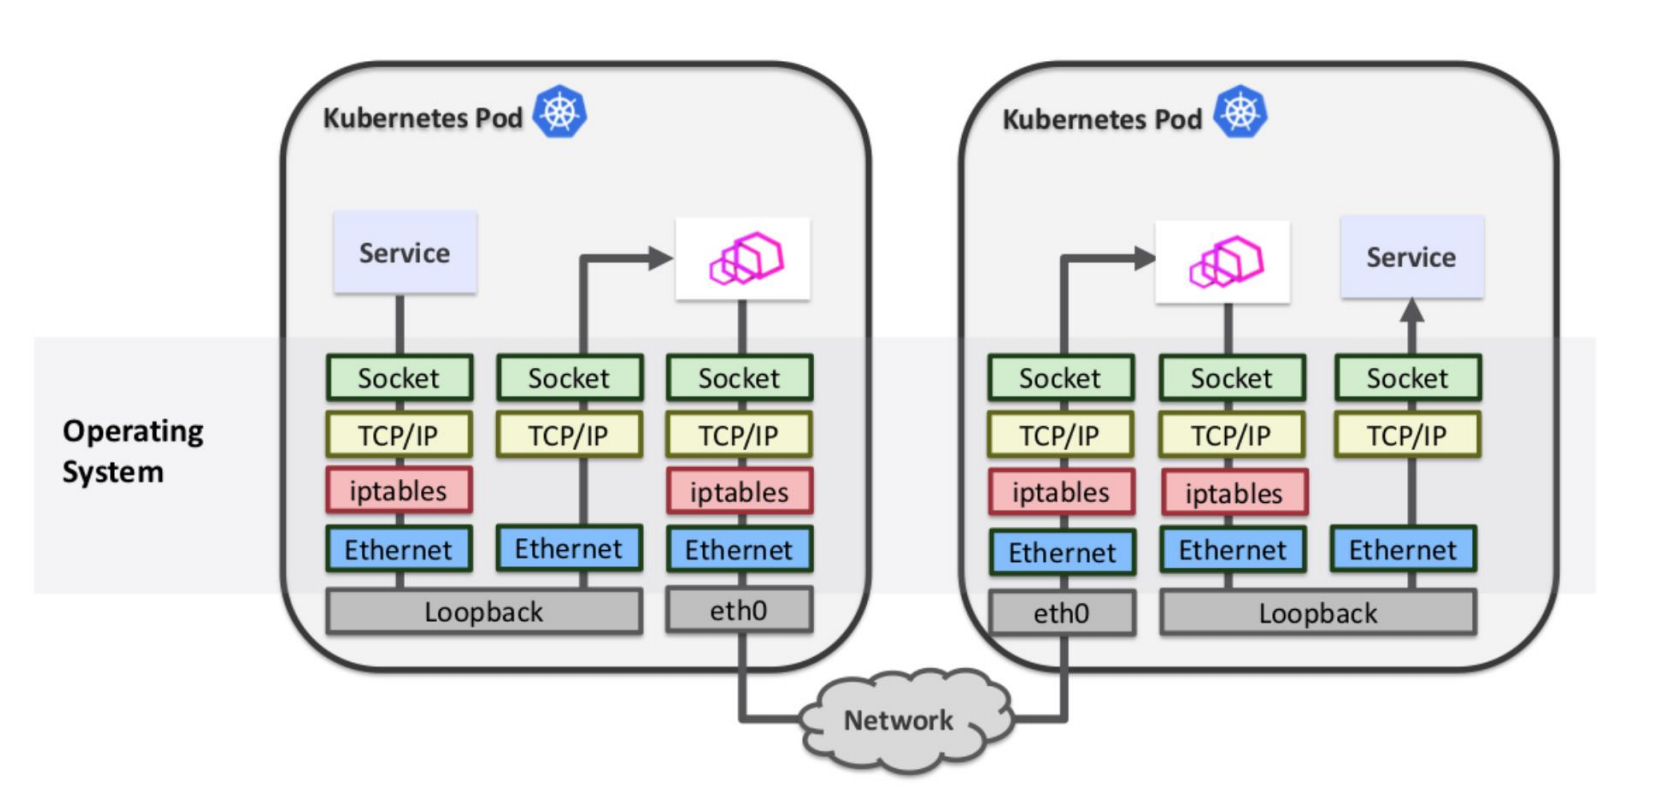 Kubernetes Pod
Kubernetes Pod
Service
Service
Operating
System
Socket
Socket
Socket
Socket
Socket
Socket
TCP/IP
TCP/IP
TCP/IP
TCP/IP
TCP/IP
TCP/IP
iptables
iptables
iptables
iptables
Ethernet
Ethernet
Ethernet
Ethernet
Ethernet
Ethernet
Loopback
eth0
eth0
Loopback
Network